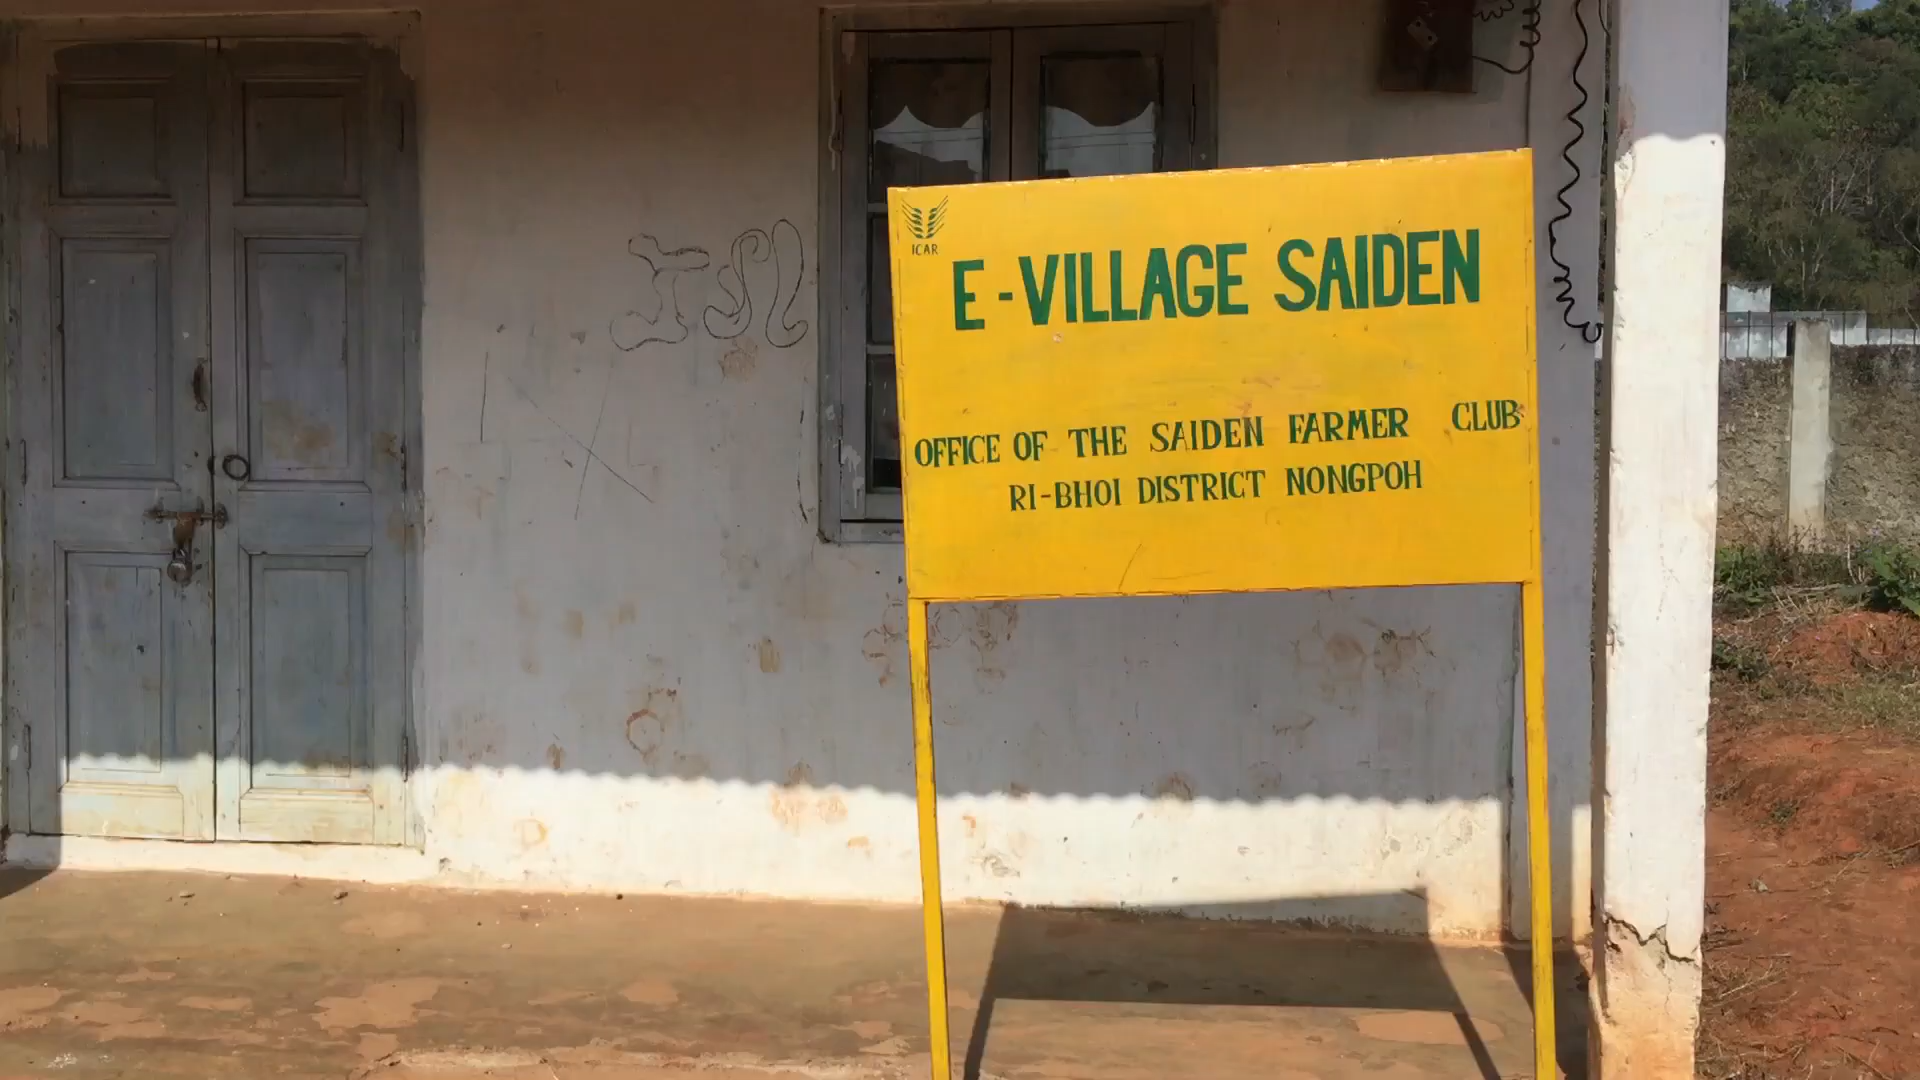 ICAR
E-VILLAGE SAIDEN
OFFICE OF THE SAIDEN FARMER CLUB
RI-BHOI DISTRICT NONGPOH